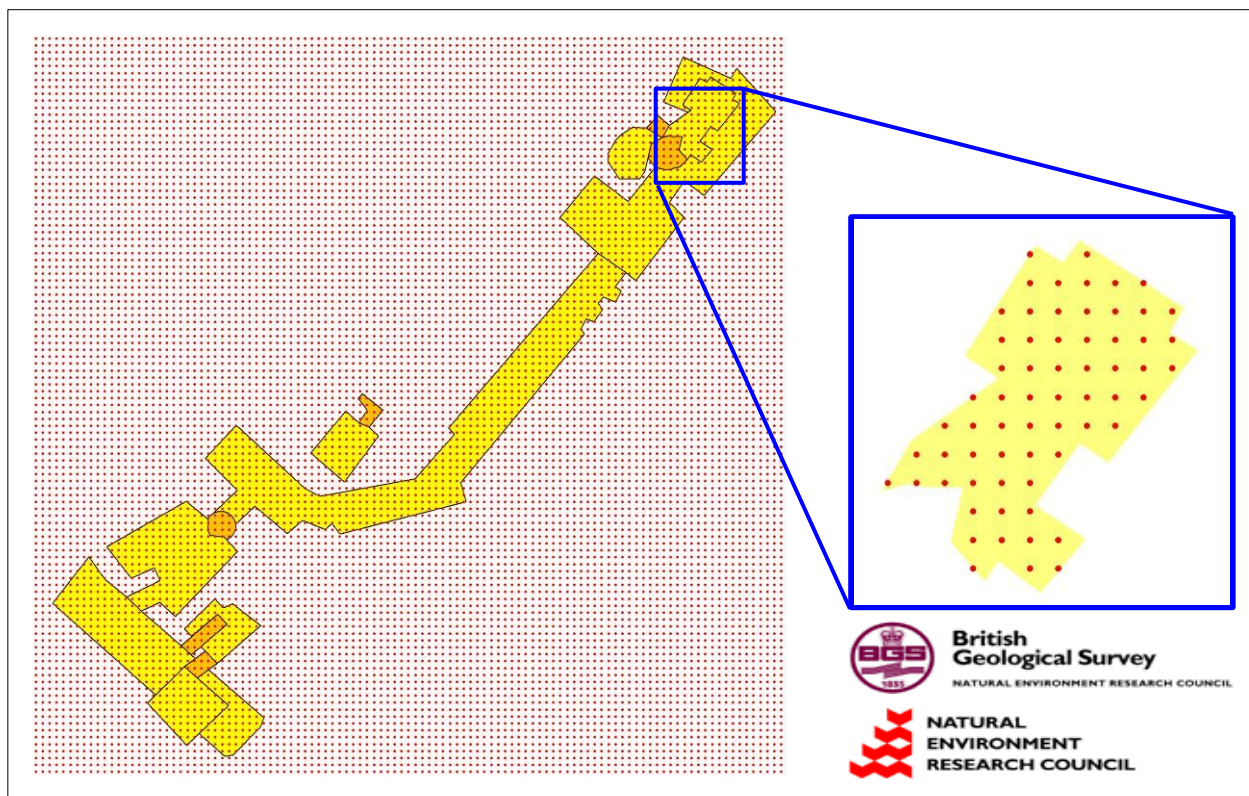 BGS
1835
British
Geological Survey
NATURAL ENVIRONMENT RESEARCH COUNCIL
NATURAL
ENVIRONMENT
RESEARCH COUNCIL